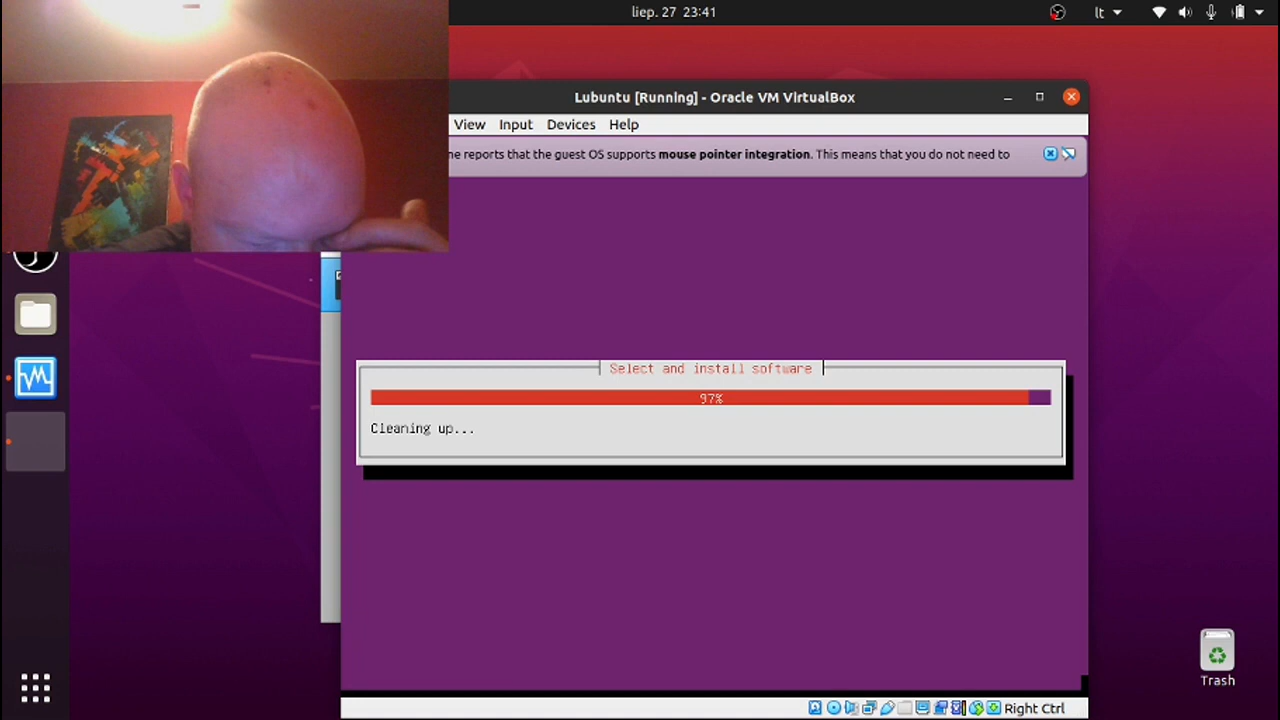 liep. 27 23:41
lt
Lubuntu [Running] - Oracle VM VirtualBox
View Input Devices Help
reports that the guest OS supports mouse pointer integration. This means that you do not need to
Select and install software
97%
Cleaning up...
Trash
Right Ctrl